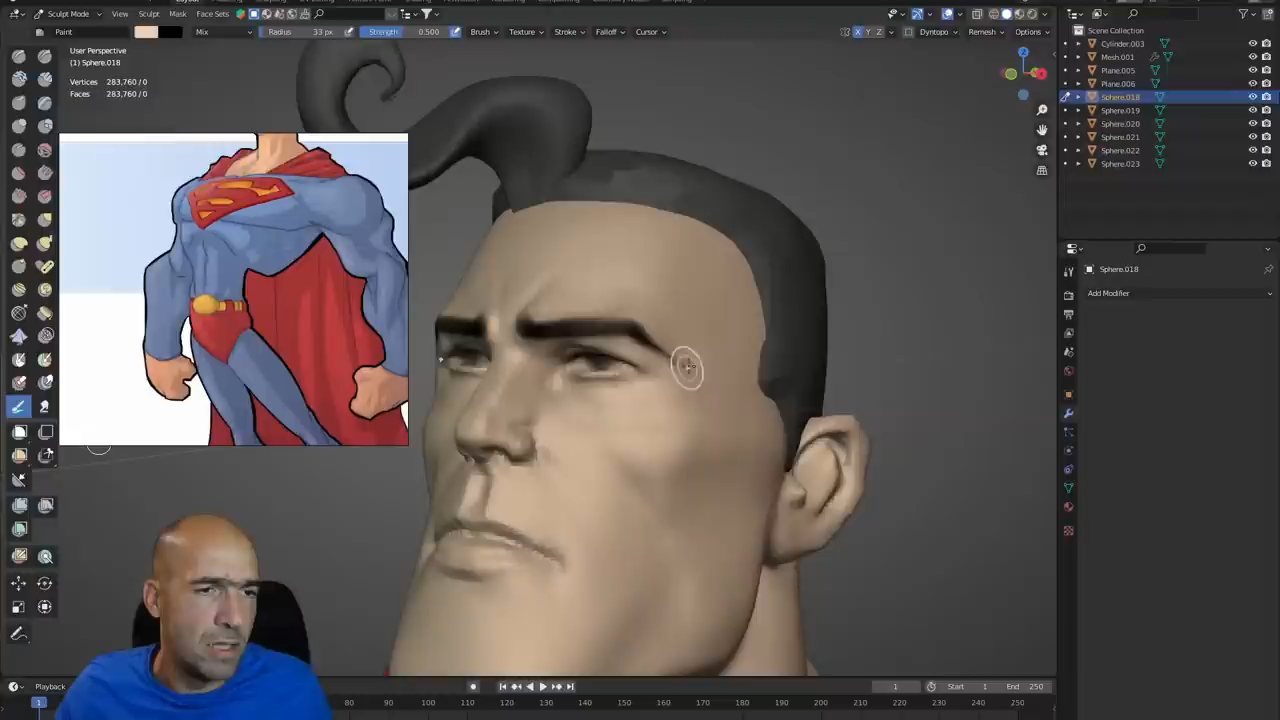 Sculpt Mode View Sculpt Mask Face Sets Dyntopo Remesh Options
Paint Mix Radius 33 px Strength 0.500 Brush Texture Stroke Falloff Cursor X Y Z
User Perspective
(1) Sphere.018
Vertices 283,760 / 0
Faces 283,760 / 0
Z
Scene Collection
Cylinder.003
Mesh.001
Plane.005
Plane.006
Sphere.018
Sphere.019
Sphere.020
Sphere.021
Sphere.022
Sphere.023
Sphere.018
Add Modifier
S
Playback 1 Start 1 End 250
1 80 90 100 110 120 130 140 150 160 170 180 190 200 210 220 230 240 250